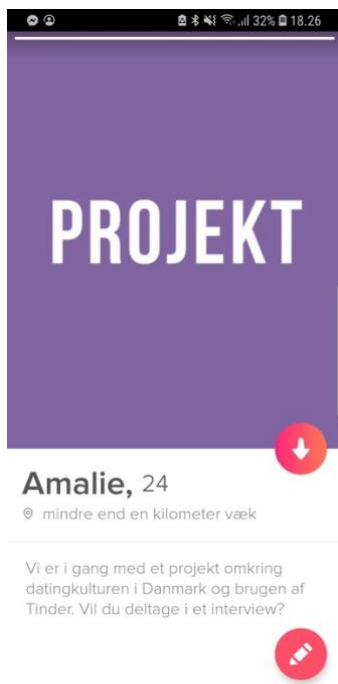 32% 18.26
PROJEKT
Amalie, 24
mindre end en kilometer væk
Vi er i gang med et projekt omkring
datingkulturen i Danmark og brugen af
Tinder. Vil du deltage i et interview?